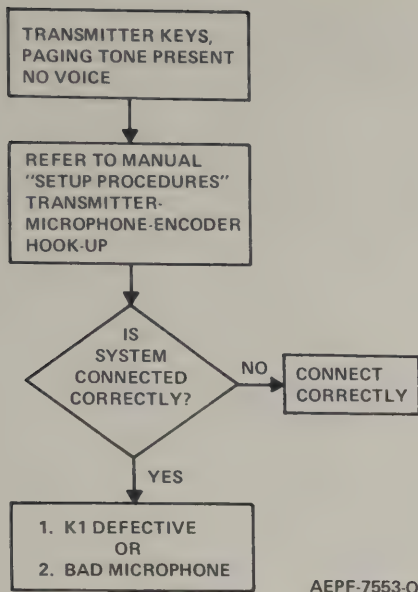 TRANSMITTER KEYS,
PAGING TONE PRESENT
NO VOICE
REFER TO MANUAL
"SETUP PROCEDURES"
TRANSMITTER-
MICROPHONE-ENCODER
HOOK-UP
IS
SYSTEM
CONNECTED
CORRECTLY?
NO
CONNECT
CORRECTLY
YES
1. K1 DEFECTIVE
OR
2. BAD MICROPHONE
AEPF-7553-O